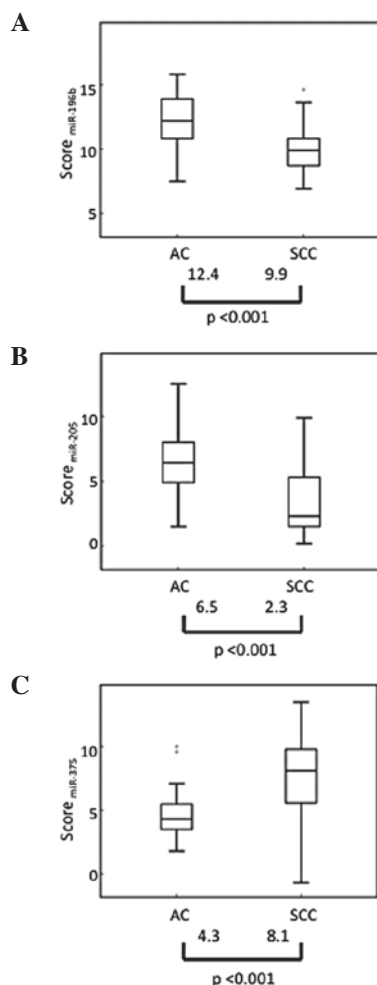 A
15
10
5
Score miR-196b
AC SCC
12.4 9.9
p <0.001
B
10
5
0
Score miR-205
AC SCC
6.5 2.3
p <0.001
C
10
5
0
Score miR-375
AC SCC
4.3 8.1
p <0.001